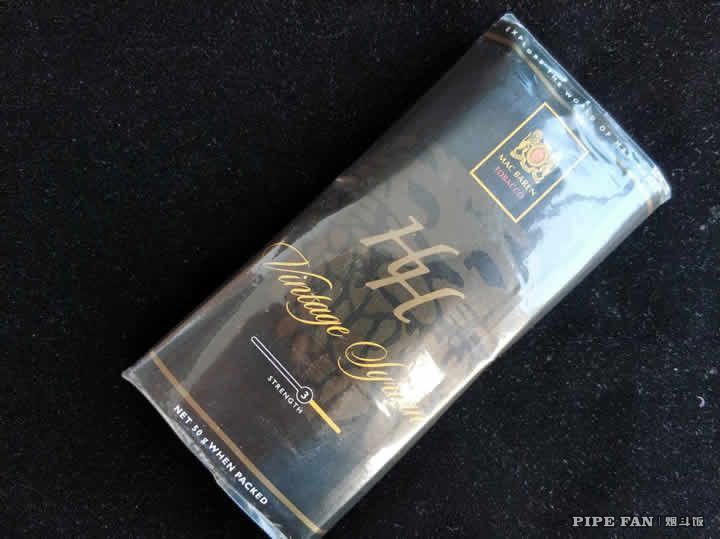 EXPLORE THE WORLD OF
MAC BAREN
TOBACCO
HH
Vintage Syrian
3
STRENGTH
NET 50 g WHEN PACKED
PIPE FAN | 烟斗饭